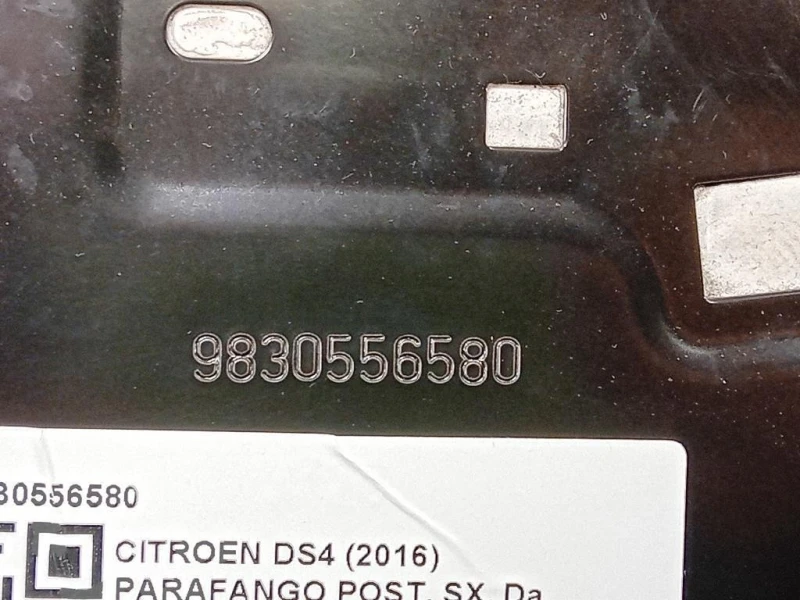 9830556580
30556580
CITROEN DS4 (2016)
PARAFANGO POST. SX. Da